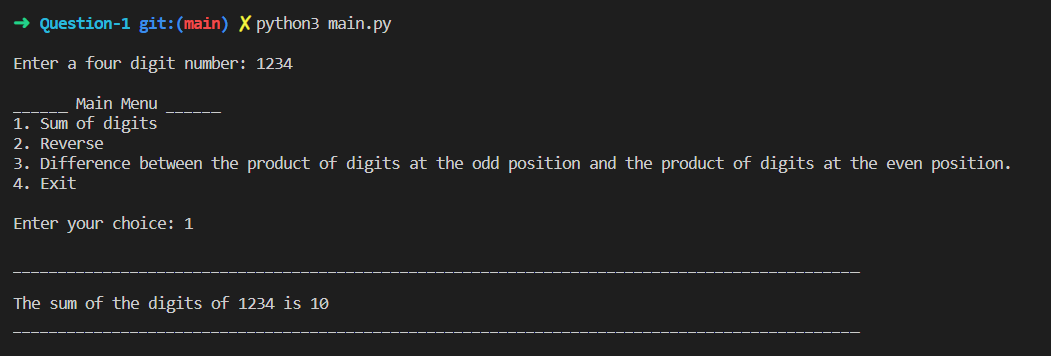 ➜ Question-1 git:(main) ✗ python3 main.py
Enter a four digit number: 1234
______ Main Menu ______
1. Sum of digits
2. Reverse
3. Difference between the product of digits at the odd position and the product of digits at the even position.
4. Exit
Enter your choice: 1
______________________________________________________________________________________________
The sum of the digits of 1234 is 10
______________________________________________________________________________________________